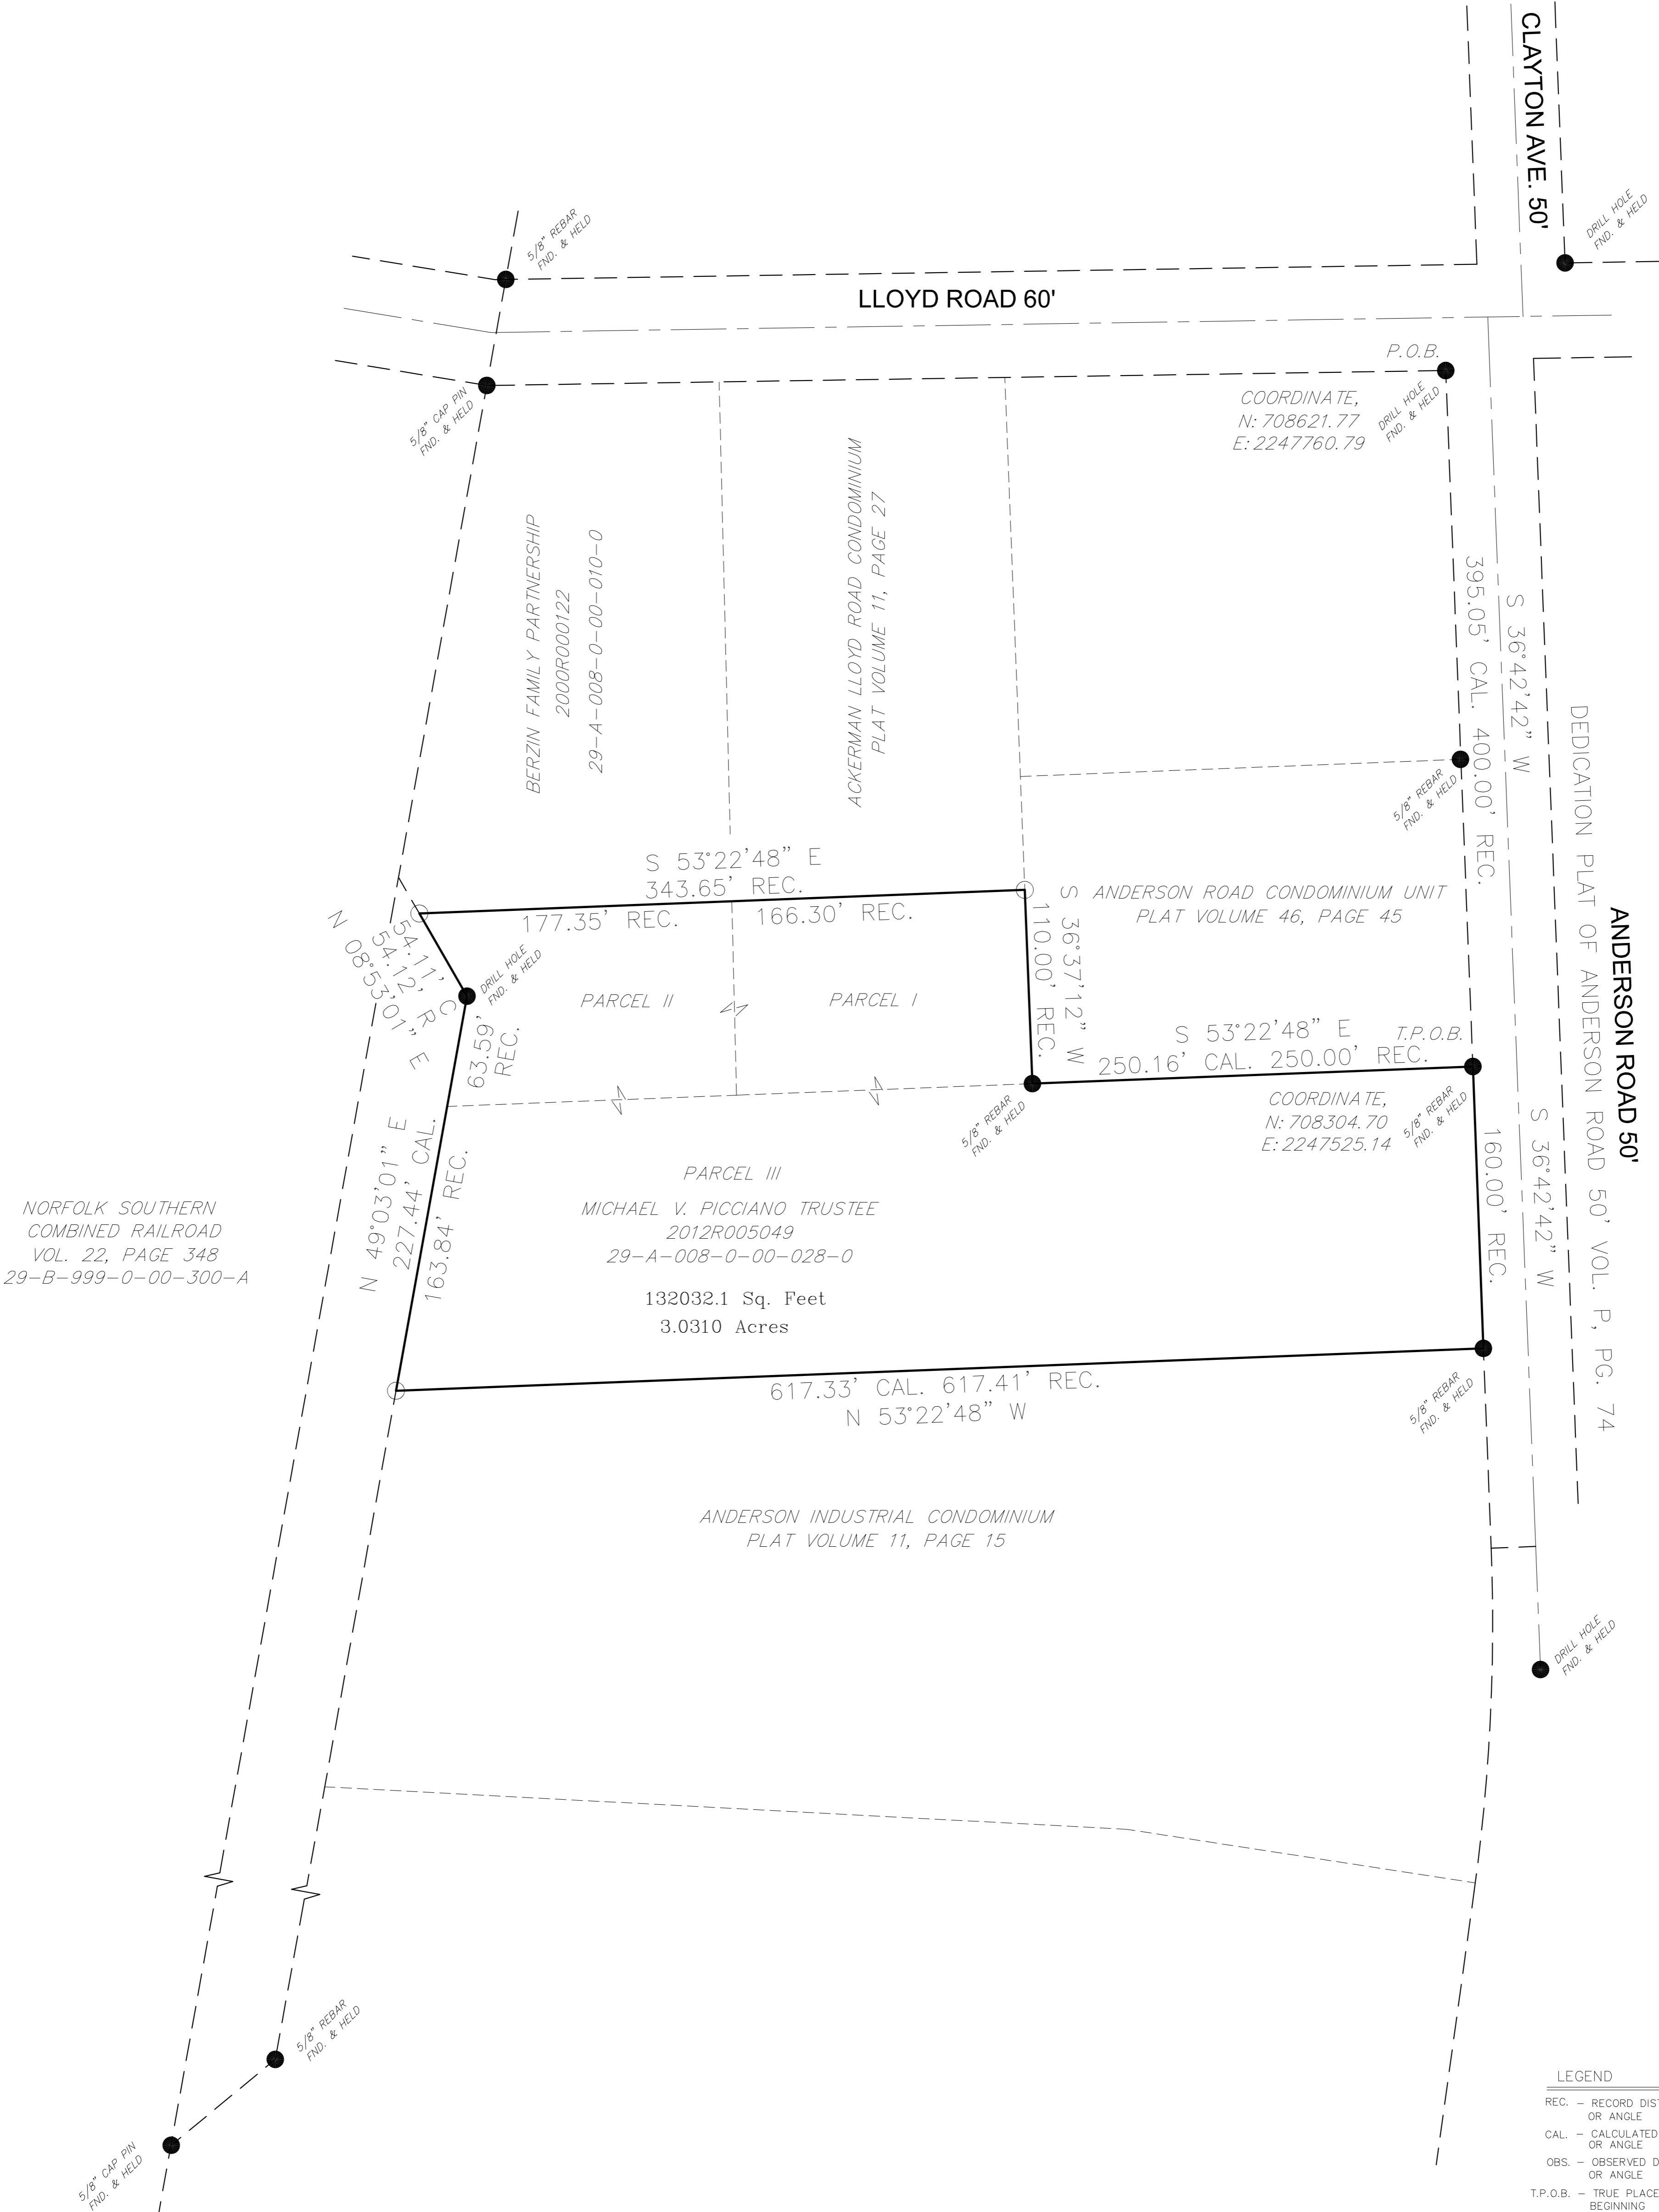 CLAYTON AVE. 50'
DRILL HOLE
FND. & HELD
5/8" REBAR
FND. & HELD
LLOYD ROAD 60'
P.O.B.
DRILL HOLE
FND. & HELD
COORDINATE,
N: 708621.77
E: 2247760.79
5/8" CAP PIN
FND. & HELD
BERZIN FAMILY PARTNERSHIP
2000R000122
29-A-008-0-00-010-0
ACKERMAN LLOYD ROAD CONDOMINIUM
PLAT VOLUME 11, PAGE 27
395.05' CAL. 400.00' REC.
S 36°42'42" W
DEDICATION PLAT OF ANDERSON ROAD 50' VOL. P, PG. 74
ANDERSON ROAD 50'
5/8" REBAR
FND. & HELD
S 53°22'48" E
343.65' REC.
177.35' REC.
166.30' REC.
ANDERSON ROAD CONDOMINIUM UNIT
PLAT VOLUME 46, PAGE 45
S 36°37'12" W
110.00' REC.
54.11' C
54.12' R
N 08°53'01" E
DRILL HOLE
FND. & HELD
PARCEL II
PARCEL I
63.59'
REC.
S 53°22'48" E
T.P.O.B.
250.16' CAL. 250.00' REC.
5/8" REBAR
FND. & HELD
COORDINATE,
N: 708304.70
E: 2247525.14
5/8" REBAR
FND. & HELD
160.00' REC.
S 36°42'42" W
N 49°03'01" E
227.44' CAL.
163.84' REC.
PARCEL III
MICHAEL V. PICCIANO TRUSTEE
2012R005049
29-A-008-0-00-028-0
132032.1 Sq. Feet
3.0310 Acres
NORFOLK SOUTHERN
COMBINED RAILROAD
VOL. 22, PAGE 348
29-B-999-0-00-300-A
617.33' CAL. 617.41' REC.
N 53°22'48" W
5/8" REBAR
FND. & HELD
ANDERSON INDUSTRIAL CONDOMINIUM
PLAT VOLUME 11, PAGE 15
DRILL HOLE
FND. & HELD
5/8" REBAR
FND. & HELD
5/8" CAP PIN
FND. & HELD
LEGEND
REC. - RECORD DIST
OR ANGLE
CAL. - CALCULATED
OR ANGLE
OBS. - OBSERVED D
OR ANGLE
T.P.O.B. - TRUE PLACE
BEGINNING